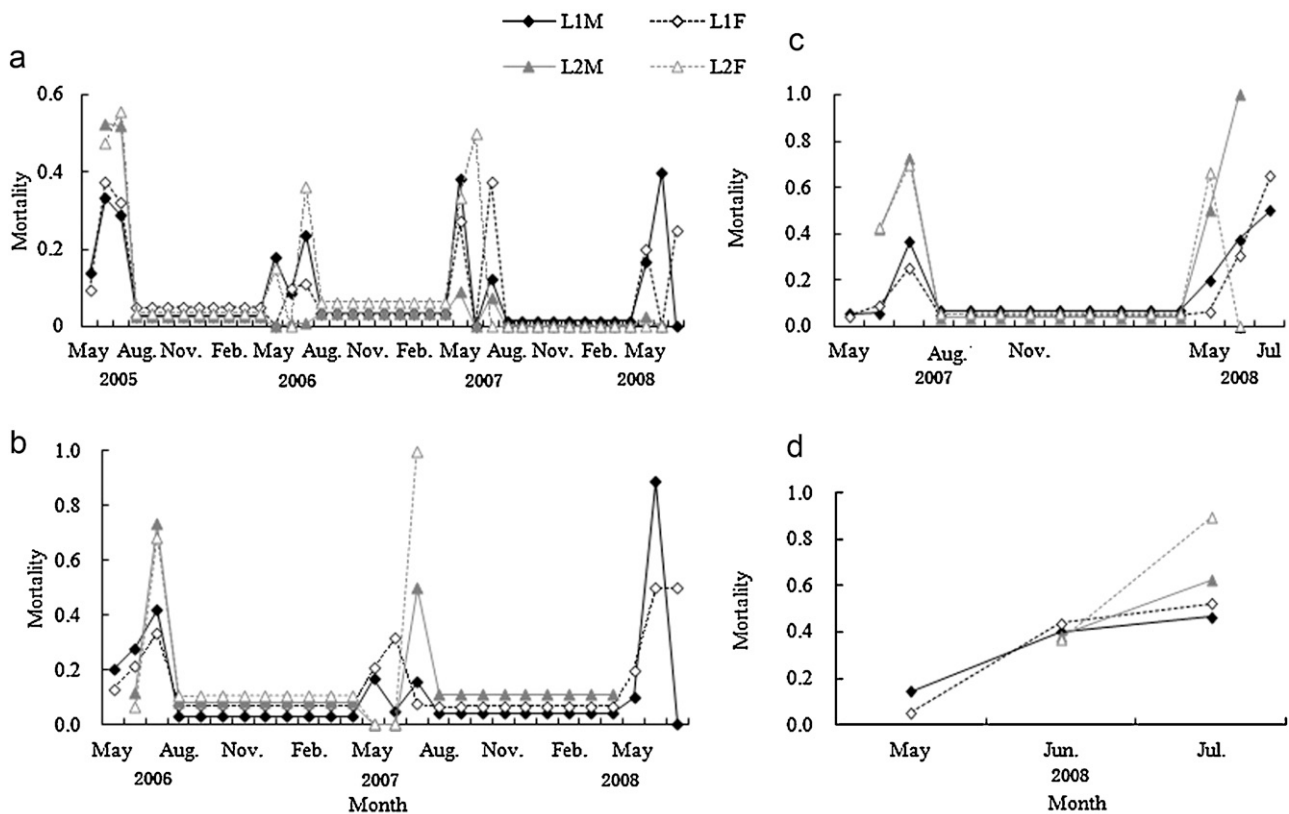 L1M L1F
L2M L2F
a
0.6
0.4
0.2
0
Mortality
May Aug. Nov. Feb. May Aug. Nov. Feb. May Aug. Nov. Feb. May
2005 2006 2007 2008
c
1.0
0.8
0.6
0.4
0.2
0.0
Mortality
May Aug. Nov. May Jul
2007 2008
b
1.0
0.8
0.6
0.4
0.2
0.0
Mortality
May Aug. Nov. Feb. May Aug. Nov. Feb. May
2006 2007 2008
Month
d
1.0
0.8
0.6
0.4
0.2
0.0
Mortality
May Jun. Jul.
2008
Month